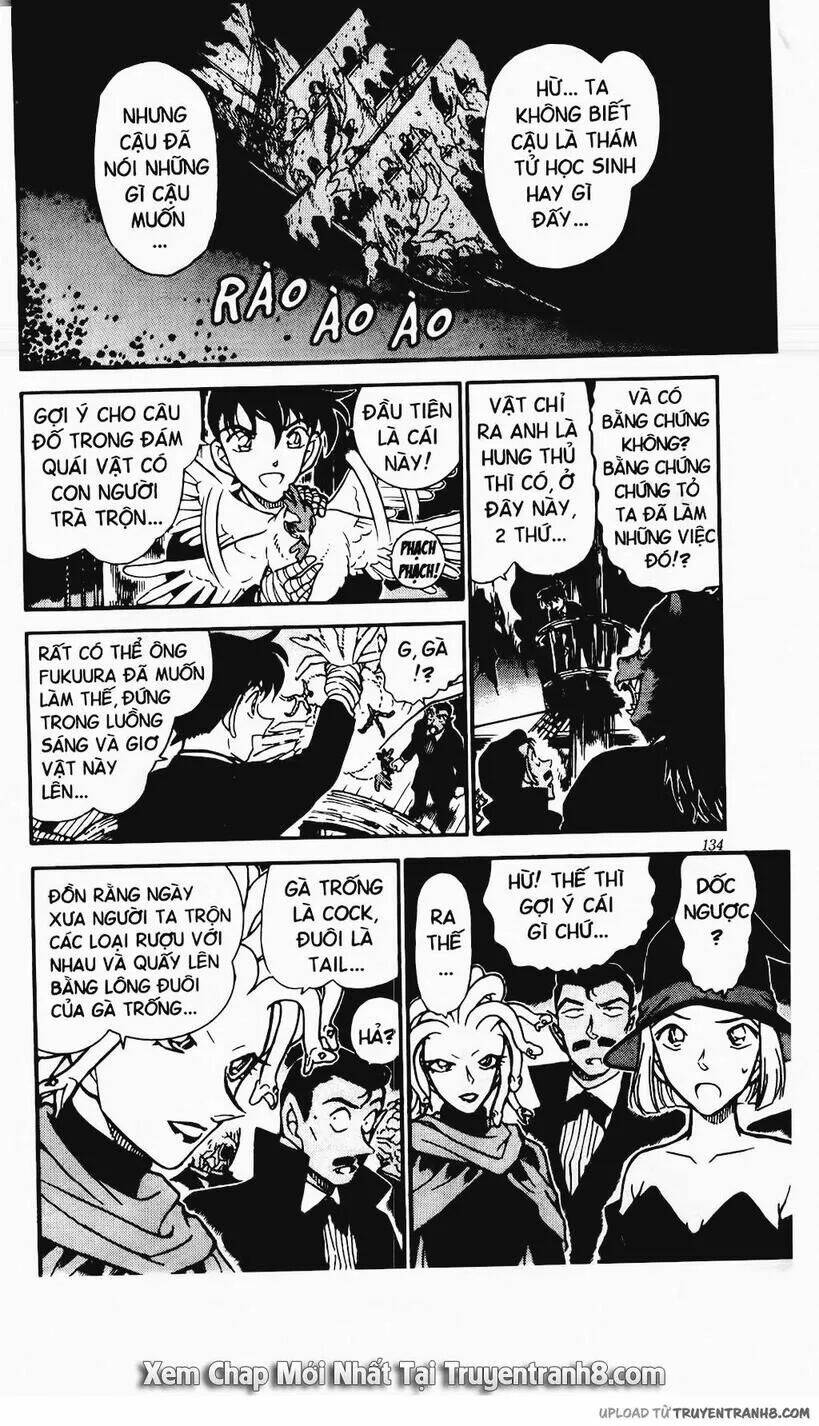 HỪ... TA
KHÔNG BIẾT
CẬU LÀ THÁM
TỬ HỌC SINH
HAY GÌ
ĐẤY...
NHƯNG
CẬU ĐÃ
NÓI NHỮNG
GÌ CẬU
MUỐN
...
RÀO
ÀO ÀO
VÀ CÓ
BẰNG CHỨNG
KHÔNG?
BẰNG CHỨNG
CHỨNG TỎ
TA ĐÃ LÀM
NHỮNG VIỆC
ĐÓ!?
VẬT CHỈ
RA ANH LÀ
HUNG THỦ
THÌ CÓ, Ở
ĐÂY NÀY,
2 THỨ...
ĐẦU TIÊN
LÀ CÁI
NÀY!
GỢI Ý CHO CÂU
ĐỐ TRONG ĐÁM
QUÁI VẬT CÓ
CON NGƯỜI
TRÀ TRỘN...
PHẠCH
PHẠCH!
G, GÀ
!?
RẤT CÓ THỂ ÔNG
FUKUURA ĐÃ MUỐN
LÀM THẾ, ĐỨNG
TRONG LUỒNG
SÁNG VÀ GIƠ
VẬT NÀY
LÊN...
134
DỐC
NGƯỢC
?
HỪ! THẾ THÌ
GỢI Ý CÁI
GÌ CHỨ...
RA
THẾ
...
GÀ TRỐNG
LÀ COCK,
ĐUÔI LÀ
TAIL...
ĐỒN RẰNG NGÀY
XƯA NGƯỜI TA TRỘN
CÁC LOẠI RƯỢU VỚI
NHAU VÀ QUẤY LÊN
BẰNG LÔNG ĐUÔI
CỦA GÀ TRỐNG...
HẢ?
Xem Chap Mới Nhất Tại Truyentranh8.com
UPLOAD TỪ TRUYENTRANH8.COM